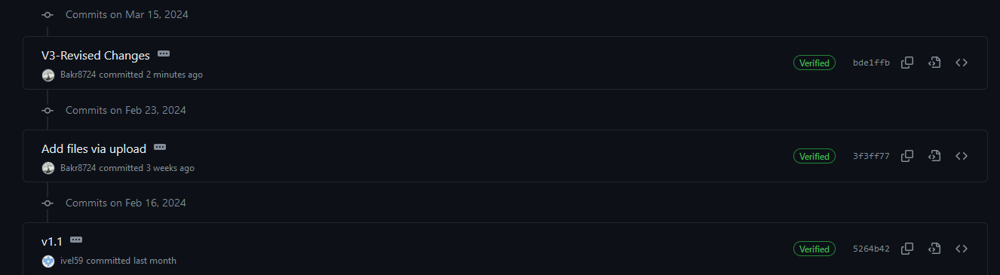 Commits on Mar 15, 2024
V3-Revised Changes
Verified
bde1ffb
Bakr8724 committed 2 minutes ago
Commits on Feb 23, 2024
Add files via upload
Verified
3f3ff77
Bakr8724 committed 3 weeks ago
Commits on Feb 16, 2024
v1.1
Verified
5264b42
ivel59 committed last month